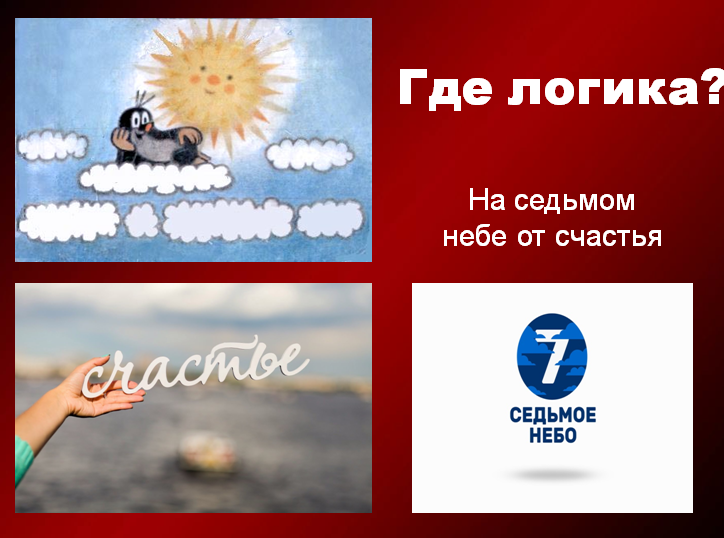 Где логика?
На седьмом
небе от счастья
счастье
7
СЕДЬМОЕ
НЕБО